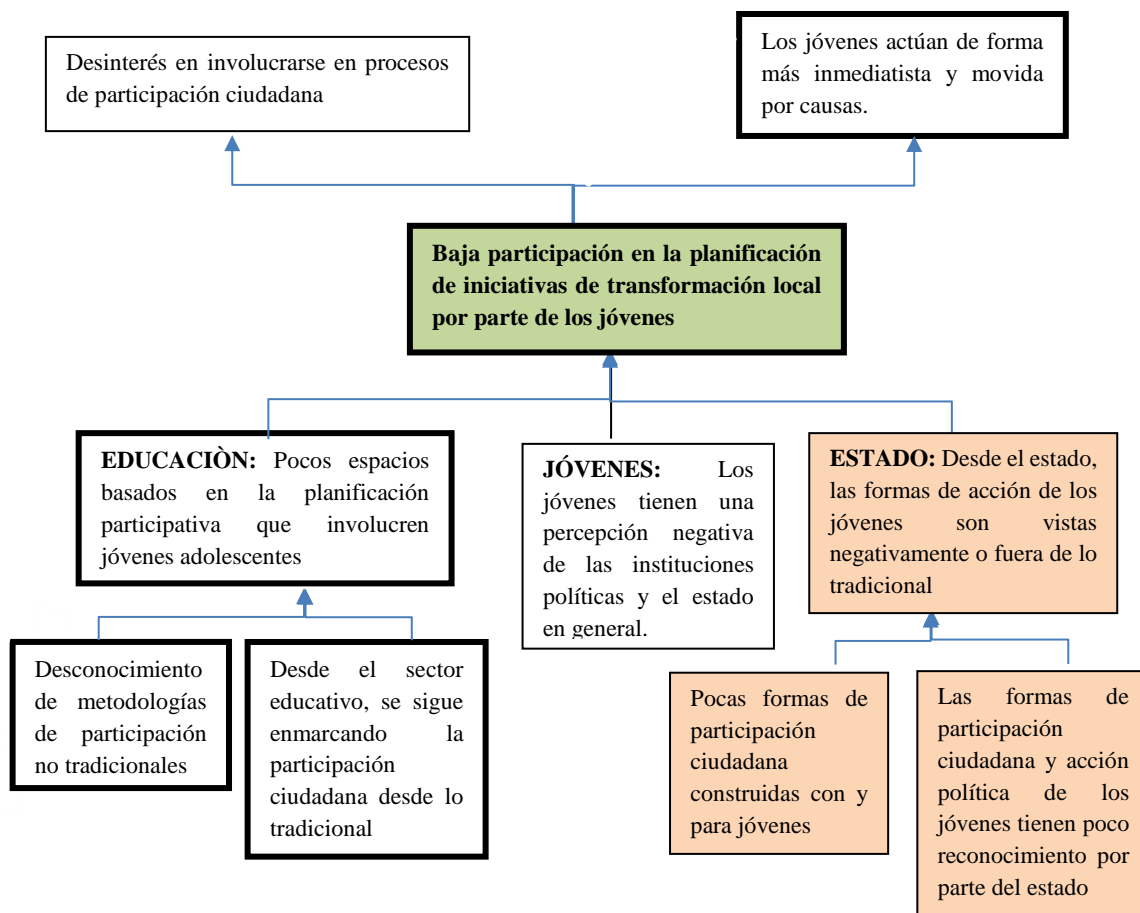 Desinterés en involucrarse en procesos
de participación ciudadana
Los jóvenes actúan de forma
más inmediatista y movida
por causas.
Baja participación en la planificación
de iniciativas de transformación local
por parte de los jóvenes
EDUCACIÒN: Pocos espacios
basados en la planificación
participativa que involucren
jóvenes adolescentes
JÓVENES: Los
jóvenes tienen una
percepción negativa
de las instituciones
políticas y el estado
en general.
ESTADO: Desde el estado,
las formas de acción de los
jóvenes son vistas
negativamente o fuera de lo
tradicional
Desconocimiento
de metodologías
de participación
no tradicionales
Desde el sector
educativo, se sigue
enmarcando la
participación
ciudadana desde lo
tradicional
Pocas formas de
participación
ciudadana
construidas con y
para jóvenes
Las formas de
participación
ciudadana y acción
política de los
jóvenes tienen poco
reconocimiento por
parte del estado